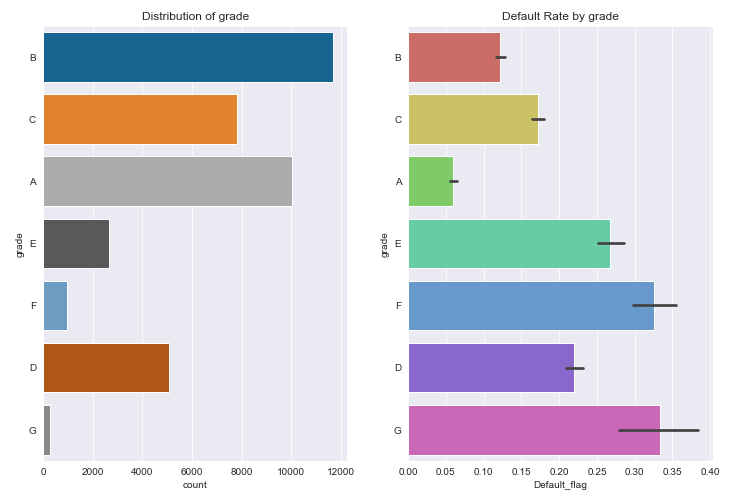 Distribution of grade
B
C
A
E
F
D
G
grade
0 2000 4000 6000 8000 10000 12000
count
Default Rate by grade
B
C
A
E
F
D
G
grade
0.00 0.05 0.10 0.15 0.20 0.25 0.30 0.35 0.40
Default_flag